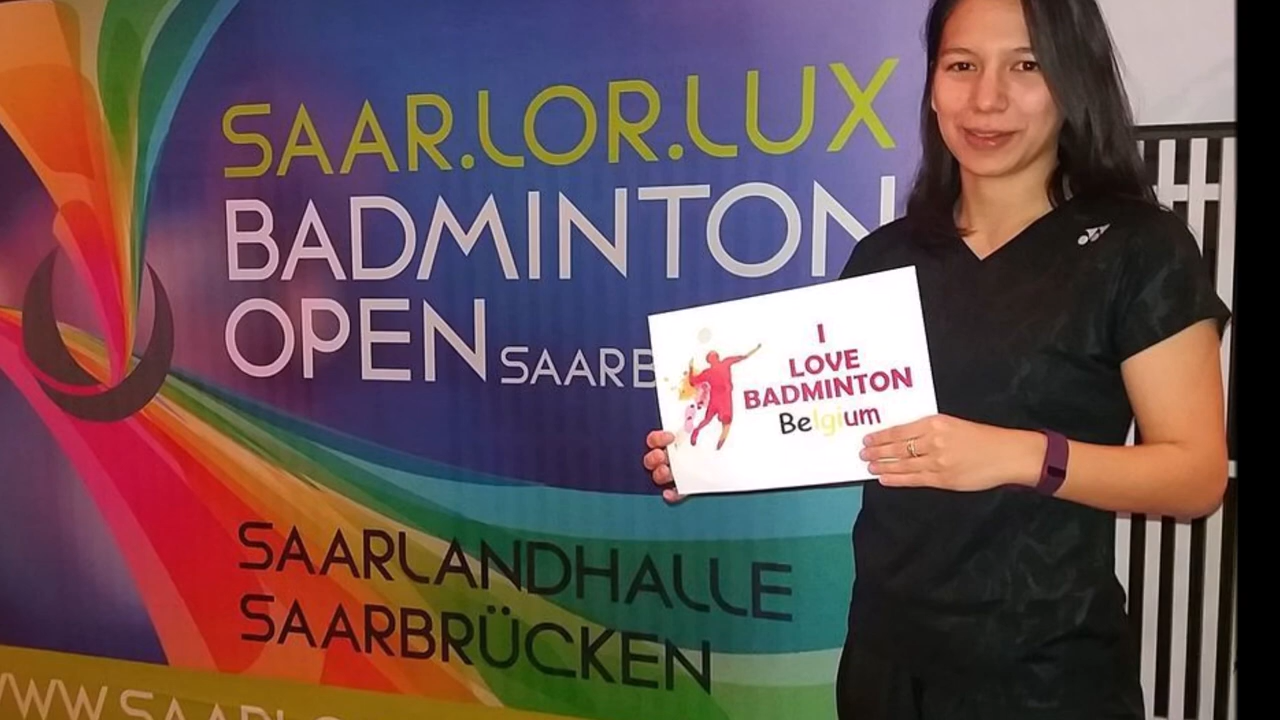 SAAR.LOR.LUX
BADMINTON
OPEN
I
LOVE
BADMINTON
Belgium
SAARLANDHALLE
SAARBRÜCKEN